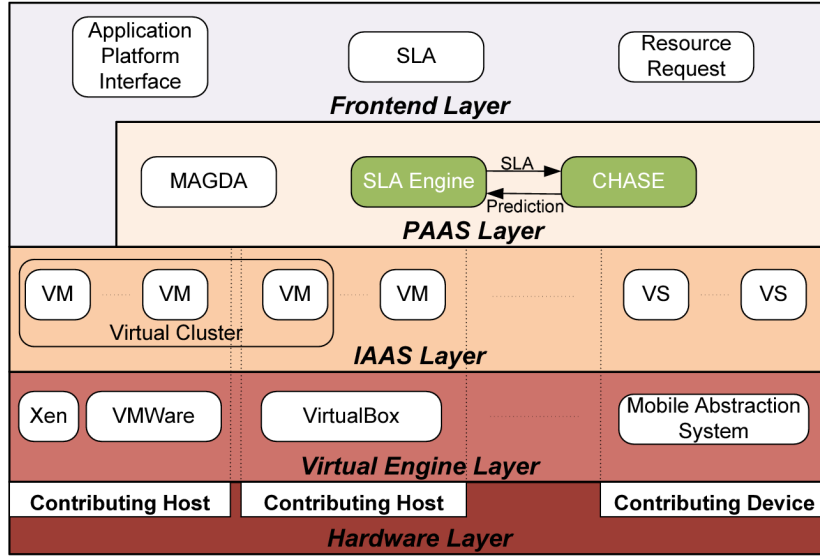 Application
Platform
Interface
SLA
Resource
Request
Frontend Layer
MAGDA
SLA Engine
SLA
Prediction
CHASE
PAAS Layer
VM
VM
VM
VM
VS
VS
Virtual Cluster
IAAS Layer
Xen
VMWare
VirtualBox
Mobile Abstraction
System
Virtual Engine Layer
Contributing Host
Contributing Host
Contributing Device
Hardware Layer